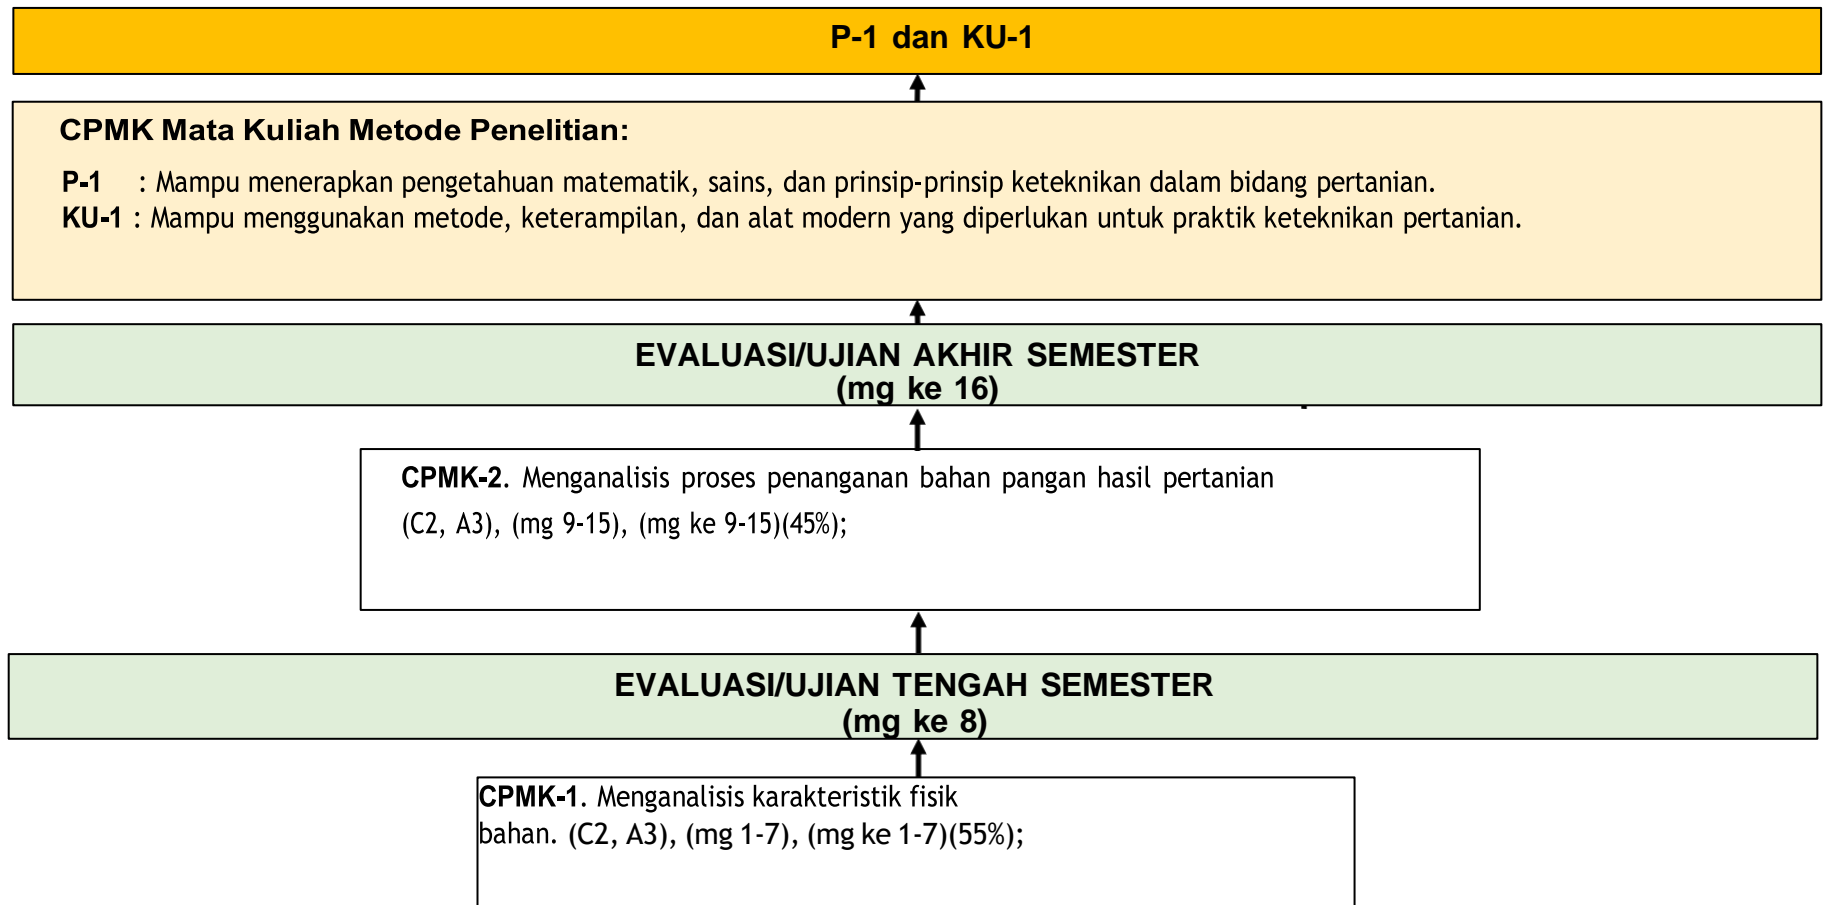 P-1 dan KU-1
CPMK Mata Kuliah Metode Penelitian:
P-1 : Mampu menerapkan pengetahuan matematik, sains, dan prinsip-prinsip keteknikan dalam bidang pertanian.
KU-1 : Mampu menggunakan metode, keterampilan, dan alat modern yang diperlukan untuk praktik keteknikan pertanian.
EVALUASI/UJIAN AKHIR SEMESTER
(mg ke 16)
CPMK-2. Menganalisis proses penanganan bahan pangan hasil pertanian
(C2, A3), (mg 9-15), (mg ke 9-15)(45%);
EVALUASI/UJIAN TENGAH SEMESTER
(mg ke 8)
CPMK-1. Menganalisis karakteristik fisik
bahan. (C2, A3), (mg 1-7), (mg ke 1-7)(55%);